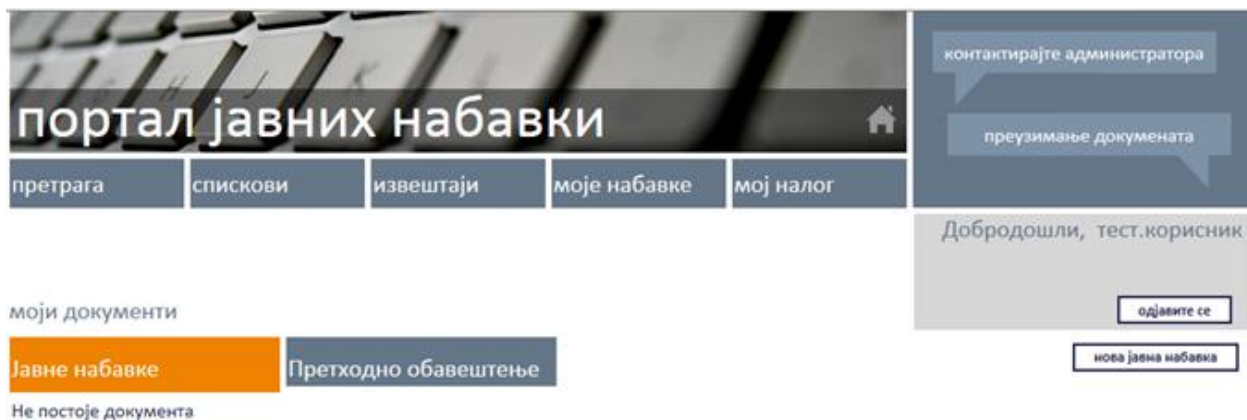 контактирајте администратора
портал јавних набавки
преузимање докумената
претрага
спискови
извештаји
моје набавке
мој налог
Добродошли, тест.корисник
моји документи
одјавите се
Јавне набавке
Претходно обавештење
нова јавна набавка
Не постоје документа